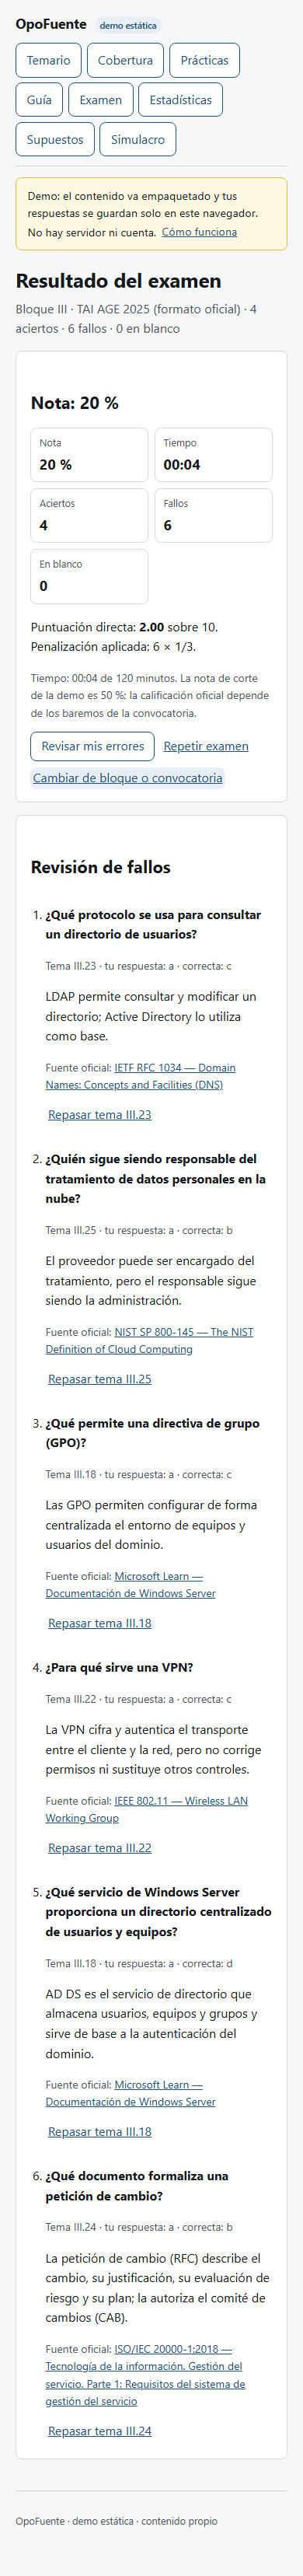 OpoFuente demo estática
Temario Cobertura Prácticas
Guía Examen Estadísticas
Supuestos Simulacro
Demo: el contenido va empaquetado y tus
respuestas se guardan solo en este navegador.
No hay servidor ni cuenta. Cómo funciona
Resultado del examen
Bloque III · TAI AGE 2025 (formato oficial) · 4
aciertos · 6 fallos · 0 en blanco
Nota: 20 %
Nota Tiempo
20 % 00:04
Aciertos Fallos
4 6
En blanco
0
Puntuación directa: 2.00 sobre 10.
Penalización aplicada: 6 × 1/3.
Tiempo: 00:04 de 120 minutos. La nota de corte
de la demo es 50 %; la calificación oficial depende
de los baremos de la convocatoria.
Revisar mis errores Repetir examen
Cambiar de bloque o convocatoria
Revisión de fallos
1. ¿Qué protocolo se usa para consultar
un directorio de usuarios?
Tema III.23 · tu respuesta: a · correcta: c
LDAP permite consultar y modificar un
directorio; Active Directory lo utiliza
como base.
Fuente oficial: IETF RFC 1034 — Domain
Names: Concepts and Facilities (DNS)
Repasar tema III.23
2. ¿Quién sigue siendo responsable del
tratamiento de datos personales en la
nube?
Tema III.25 · tu respuesta: a · correcta: b
El proveedor puede ser encargado del
tratamiento, pero el responsable sigue
siendo la administración.
Fuente oficial: NIST SP 800-145 — The NIST
Definition of Cloud Computing
Repasar tema III.25
3. ¿Qué permite una directiva de grupo
(GPO)?
Tema III.18 · tu respuesta: a · correcta: c
Las GPO permiten configurar de forma
centralizada el entorno de equipos y
usuarios del dominio.
Fuente oficial: Microsoft Learn —
Documentación de Windows Server
Repasar tema III.18
4. ¿Para qué sirve una VPN?
Tema III.22 · tu respuesta: a · correcta: c
La VPN cifra y autentica el transporte
entre el cliente y la red, pero no corrige
permisos ni sustituye otros controles.
Fuente oficial: IEEE 802.11 — Wireless LAN
Working Group
Repasar tema III.22
5. ¿Qué servicio de Windows Server
proporciona un directorio centralizado
de usuarios y equipos?
Tema III.18 · tu respuesta: a · correcta: d
AD DS es el servicio de directorio que
almacena usuarios, equipos y grupos y
sirve de base a la autenticación del
dominio.
Fuente oficial: Microsoft Learn —
Documentación de Windows Server
Repasar tema III.18
6. ¿Qué documento formaliza una
petición de cambio?
Tema III.24 · tu respuesta: a · correcta: b
La petición de cambio (RFC) describe el
cambio, su justificación, su evaluación de
riesgo y su plan; la autoriza el comité de
cambios (CAB).
Fuente oficial: ISO/IEC 20000-1:2018 —
Tecnología de la información. Gestión del
servicio. Parte 1: Requisitos del sistema de
gestión del servicio
Repasar tema III.24
OpoFuente · demo estática · contenido propio